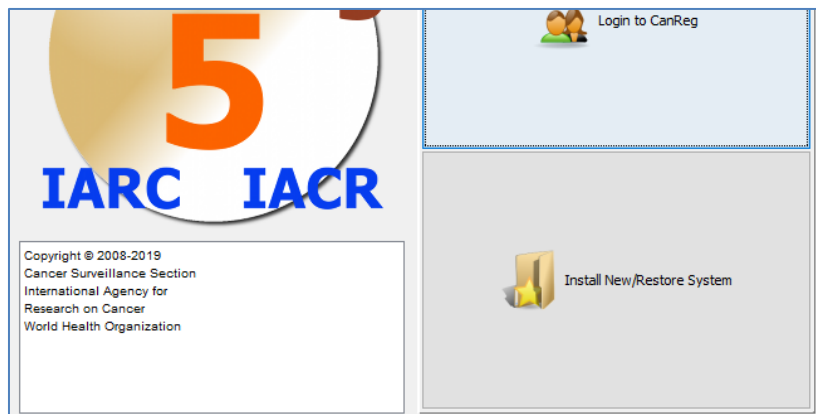 5
IARC IACR
Copyright © 2008-2019
Cancer Surveillance Section
International Agency for
Research on Cancer
World Health Organization
Login to CanReg
Install New/Restore System